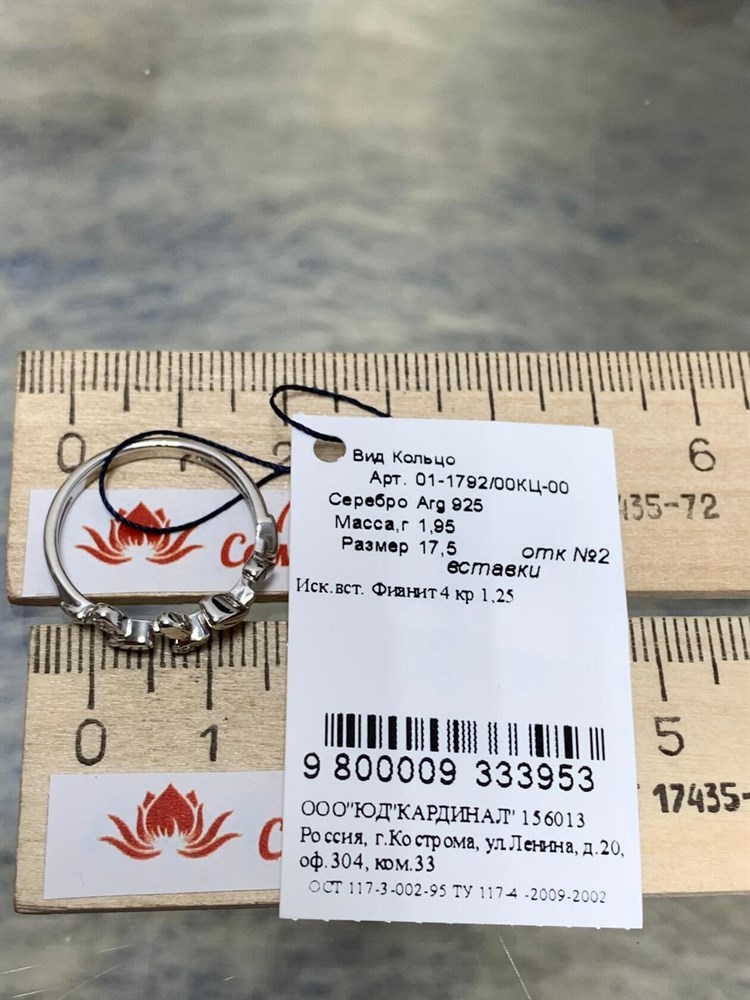 0
6
Вид Кольцо
Арт. 01-1792/00КЦ-00
Серебро Arg 925
Масса,г 1,95
Размер 17,5 отк №2
вставки
Иск.вст. Фианит 4 кр 1,25
435-72
0
1
5
9 800009 333953
17435-
ООО"ЮД"КАРДИНАЛ" 156013
Россия, г.Кострома, ул.Ленина, д.20,
оф.304, ком.33
ОСТ 117-3-002-95 ТУ 117-4 -2009-2002